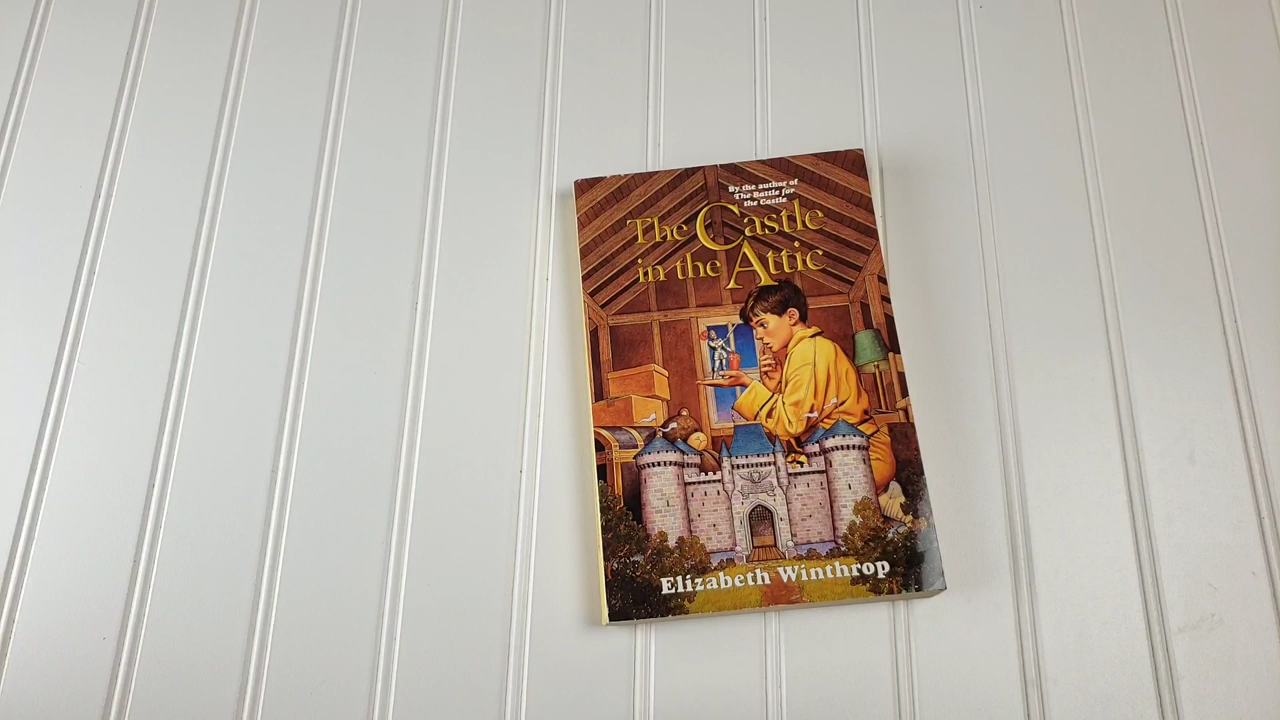 By the author of
The Battle for
the Castle
The Castle
in the Attic
Elizabeth Winthrop